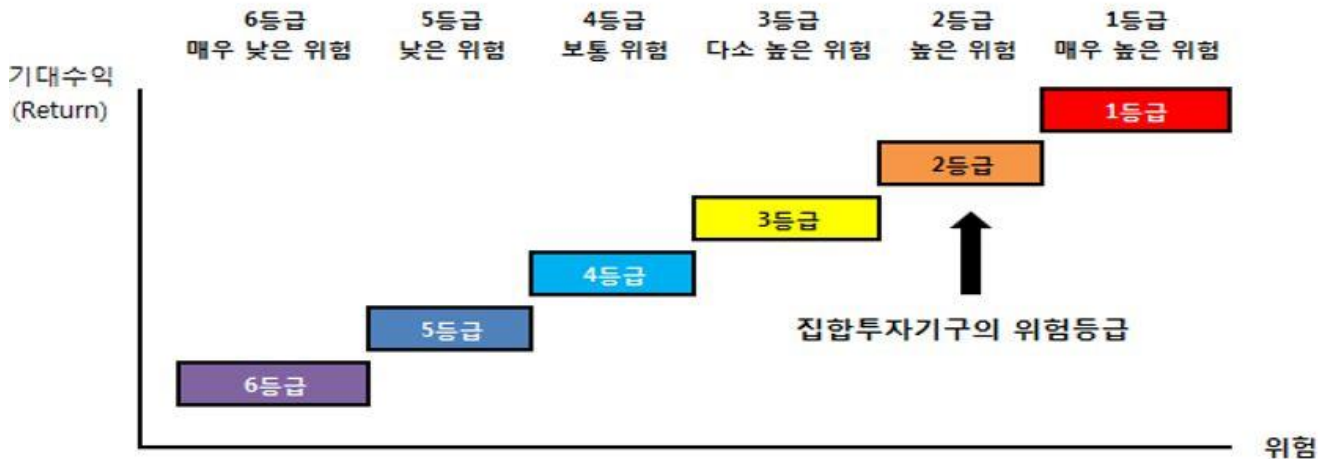 6등급 5등급 4등급 3등급 2등급 1등급
매우 낮은 위험 낮은 위험 보통 위험 다소 높은 위험 높은 위험 매우 높은 위험
기대수익
(Return)
1등급
2등급
3등급
4등급
5등급
6등급
집합투자기구의 위험등급
위험